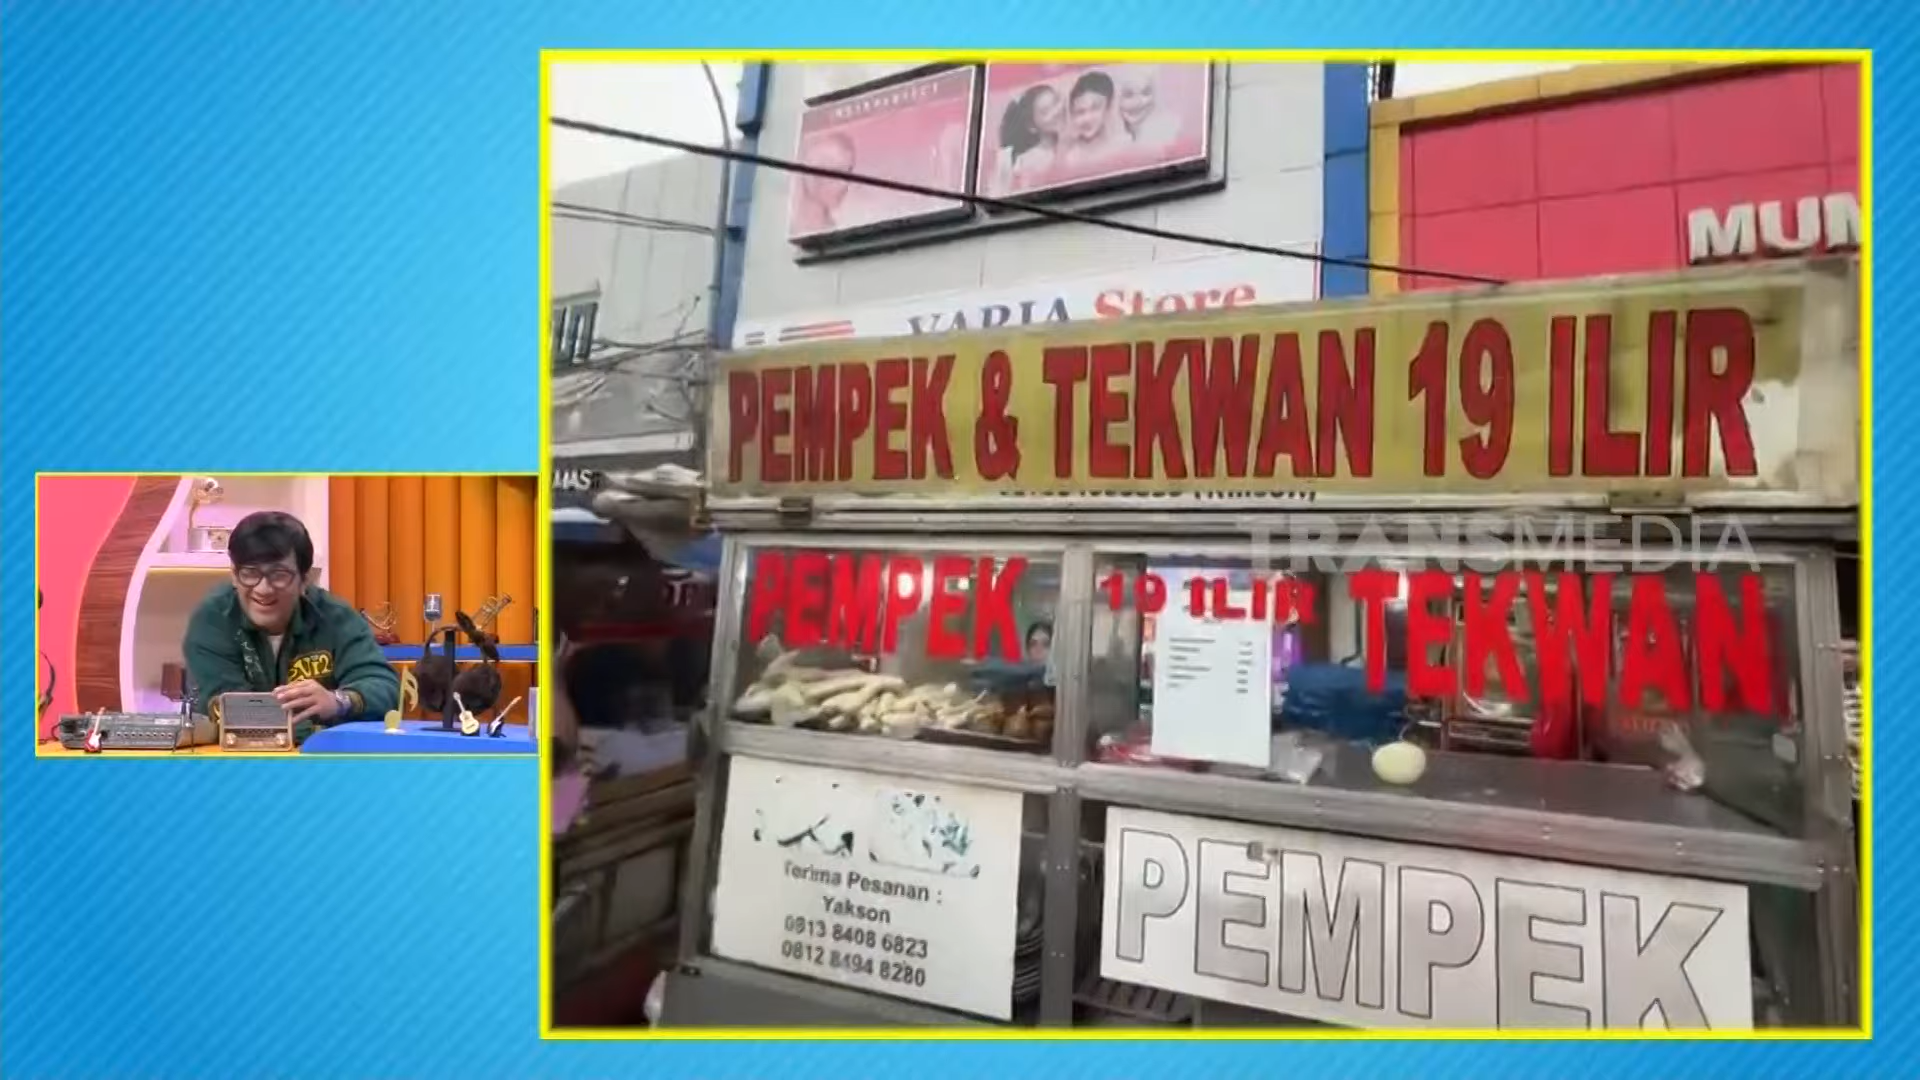 MUM
VARIA Store
PEMPEK & TEKWAN 19 ILIR
MAS
TRANSMEDIA
PEMPEK 19 ILIR TEKWAN
Terima Pesanan :
Yakson
0813 8408 6823
0812 8494 8280
PEMPEK